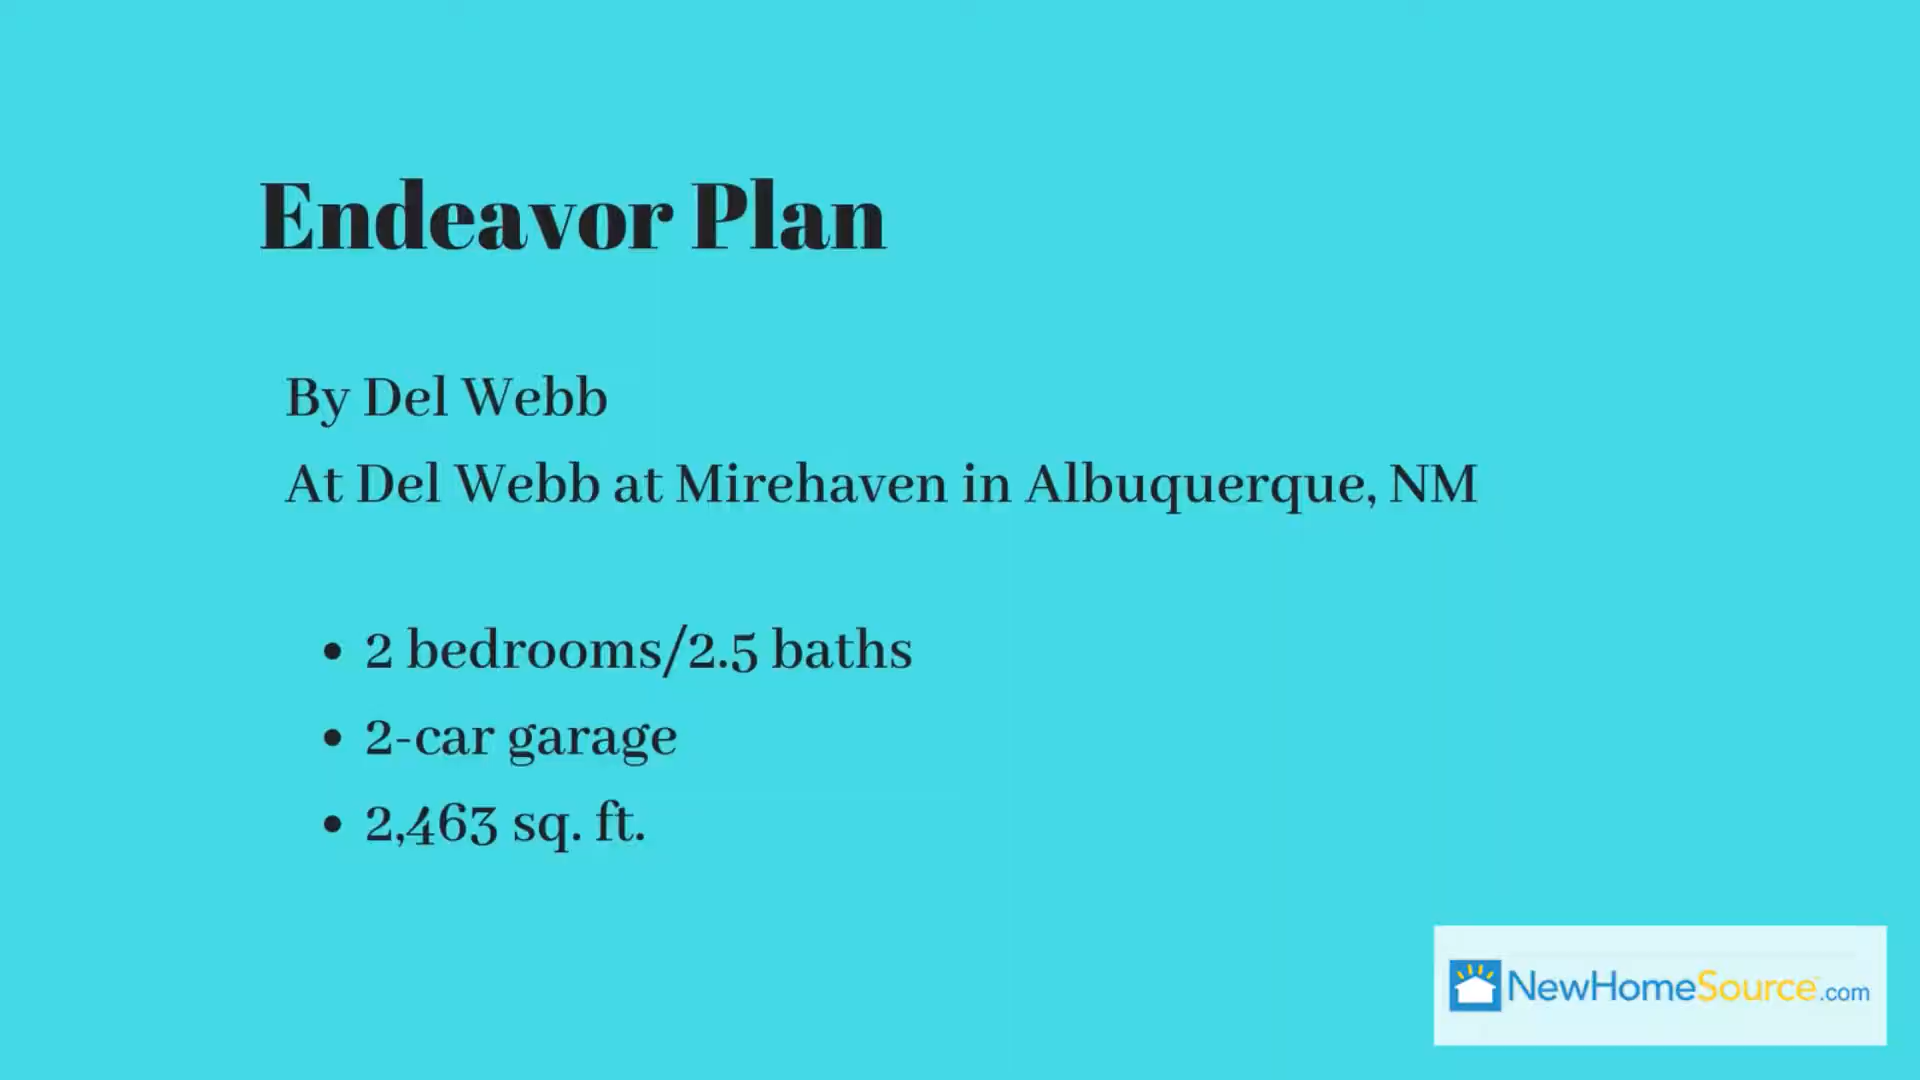 Endeavor Plan
By Del Webb
At Del Webb at Mirehaven in Albuquerque, NM
• 2 bedrooms/2.5 baths
• 2-car garage
• 2,463 sq. ft.
NewHomeSource.com